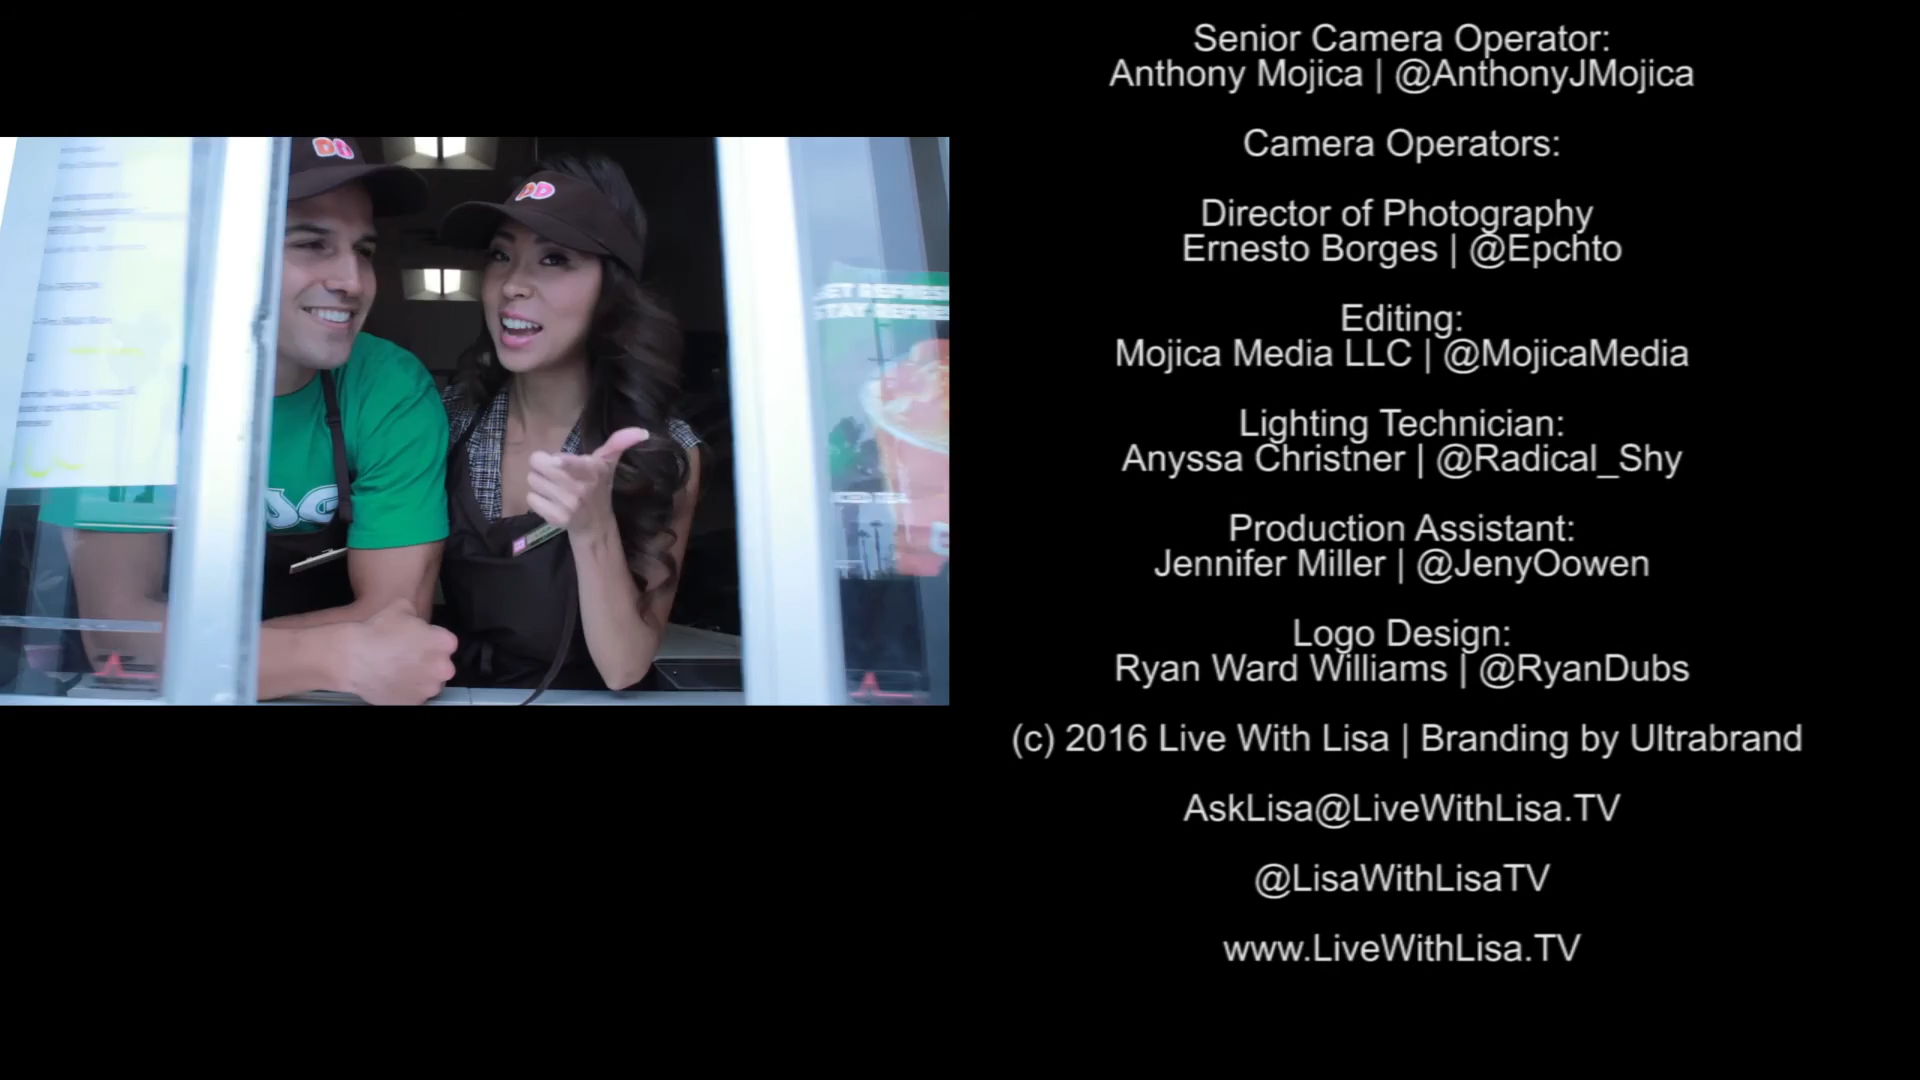 Senior Camera Operator:
Anthony Mojica | @AnthonyJMojica
Camera Operators:
Director of Photography
Ernesto Borges | @Epchto
Editing:
Mojica Media LLC | @MojicaMedia
Lighting Technician:
Anyssa Christner | @Radical_Shy
Production Assistant:
Jennifer Miller | @JenyOowen
Logo Design:
Ryan Ward Williams | @RyanDubs
(c) 2016 Live With Lisa | Branding by Ultrabrand
AskLisa@LiveWithLisa.TV
@LisaWithLisaTV
www.LiveWithLisa.TV
DD
DD